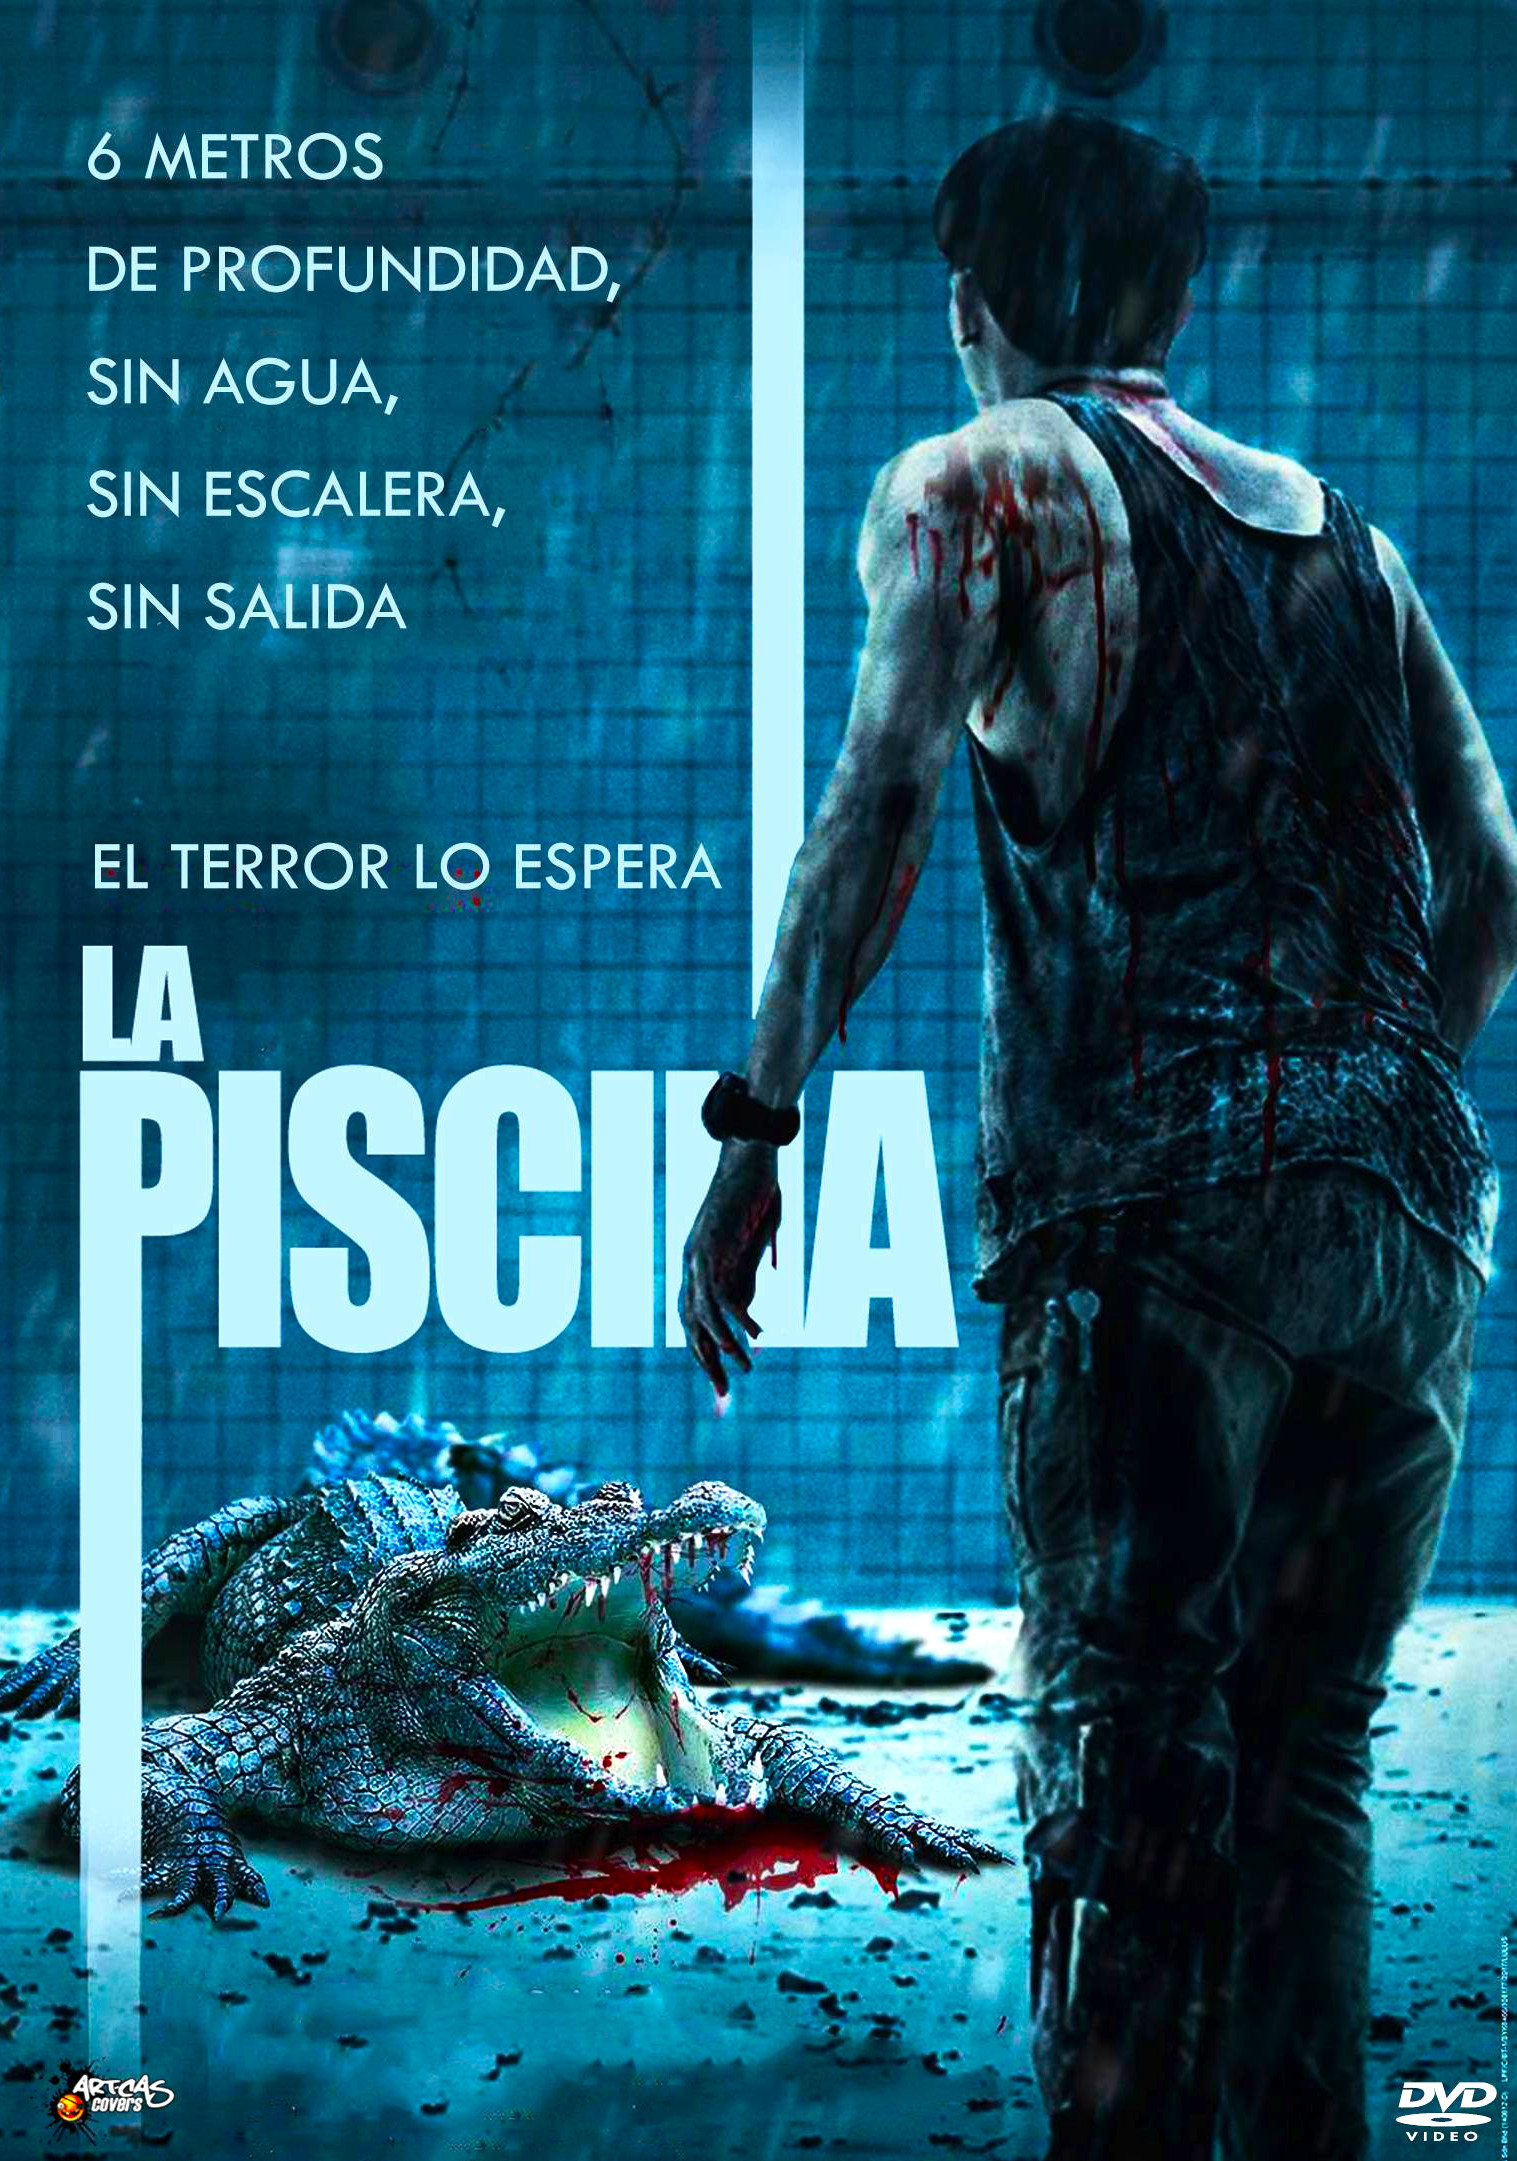 6 METROS
DE PROFUNDIDAD,
SIN AGUA,
SIN ESCALERA,
SIN SALIDA
EL TERROR LO ESPERA
LA
PISCINA
ARTCAS
COVERS
DVD
VIDEO